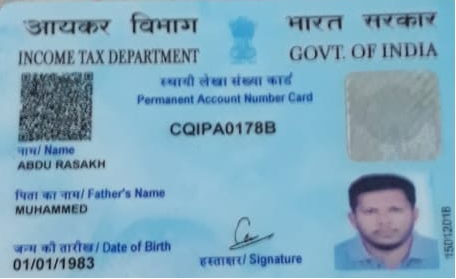 आयकर विभाग भारत सरकार
INCOME TAX DEPARTMENT GOVT. OF INDIA
स्थायी लेखा संख्या कार्ड
Permanent Account Number Card
CQIPA0178B
नाम/ Name
ABDU RASAKH
पिता का नाम/ Father's Name
MUHAMMED
जन्म की तारीख/ Date of Birth
01/01/1983
हस्ताक्षर/ Signature
15012018